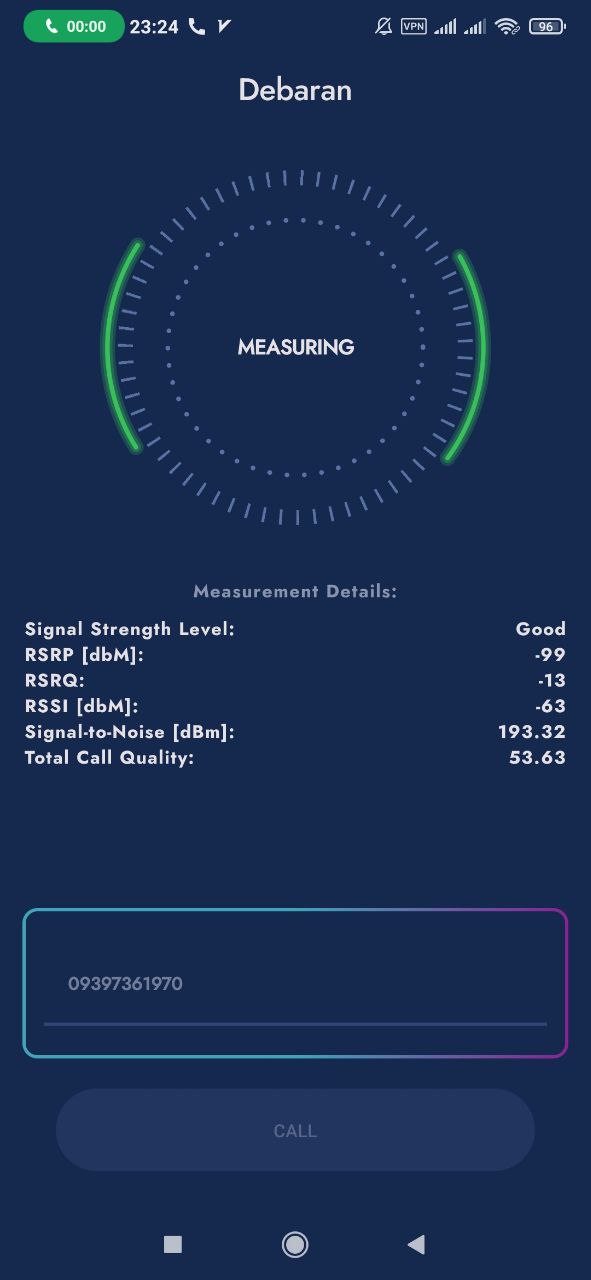 00:00 23:24 VPN 96
Debaran
MEASURING
Measurement Details:
Signal Strength Level: Good
RSRP [dbM]: -99
RSRQ: -13
RSSI [dbM]: -63
Signal-to-Noise [dBm]: 193.32
Total Call Quality: 53.63
09397361970
CALL